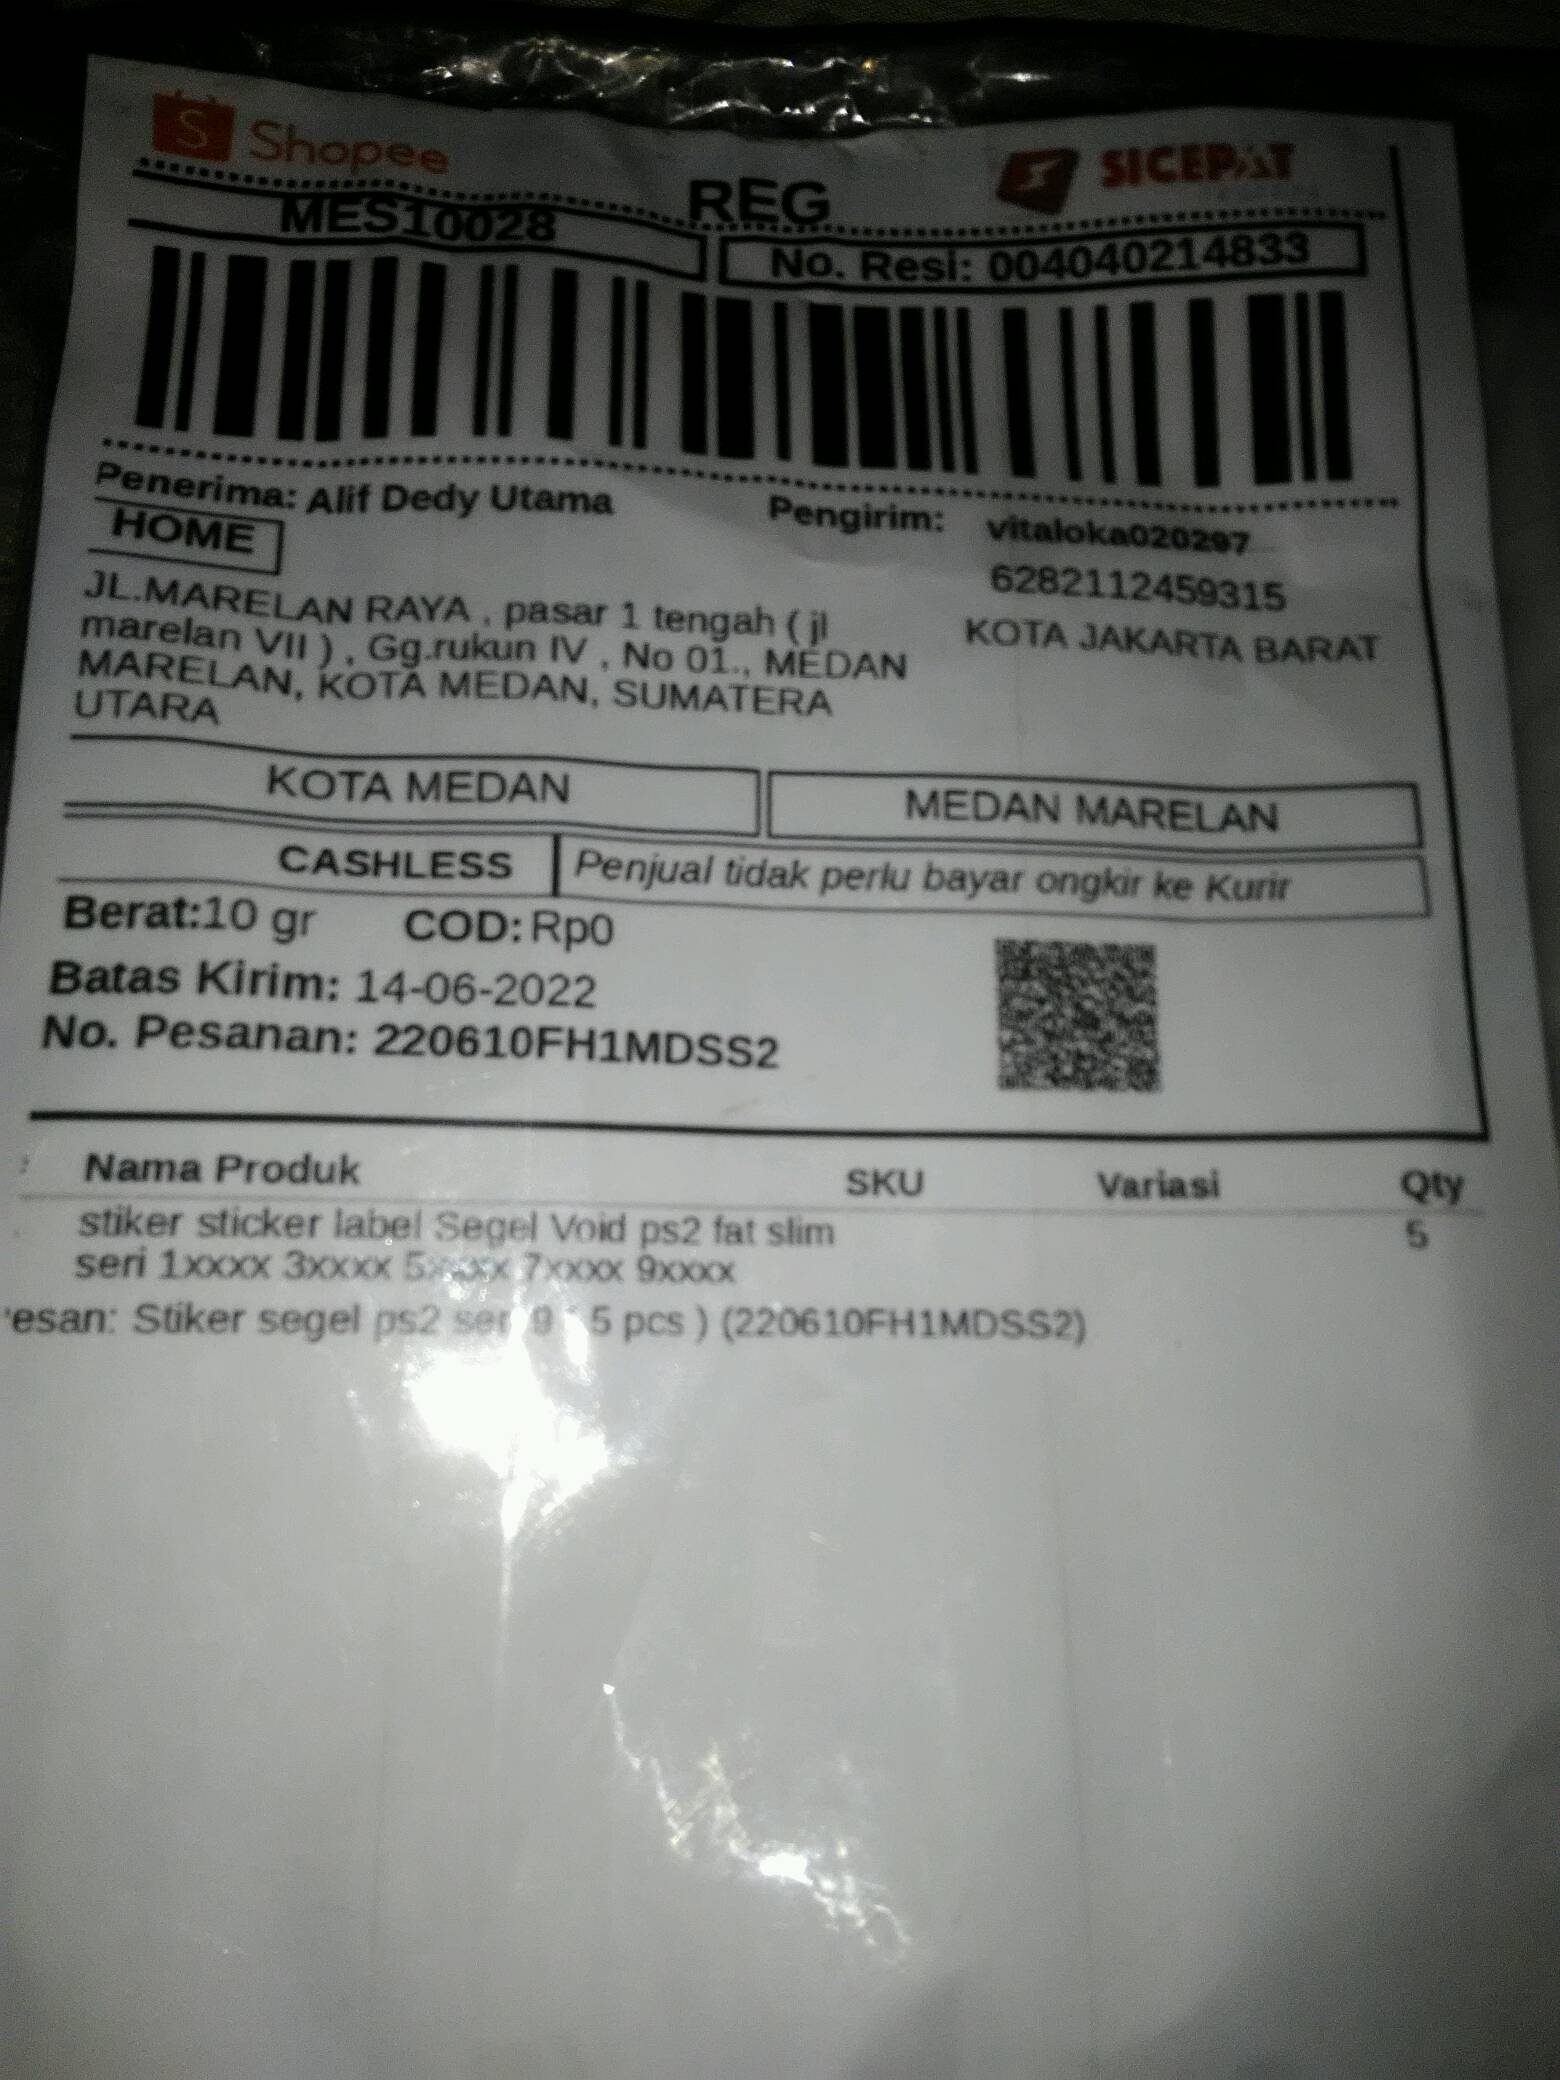 Shopee
REG
SICEPAT
MES10028
No. Resi: 004040214833
Penerima: Alif Dedy Utama
HOME
JL.MARELAN RAYA , pasar 1 tengah ( jl
marelan VII ) , Gg.rukun IV , No 01., MEDAN
MARELAN, KOTA MEDAN, SUMATERA
UTARA
Pengirim: vitaloka020297
6282112459315
KOTA JAKARTA BARAT
KOTA MEDAN
MEDAN MARELAN
CASHLESS
Penjual tidak perlu bayar ongkir ke Kurir
Berat:10 gr COD: Rp0
Batas Kirim: 14-06-2022
No. Pesanan: 220610FH1MDSS2
Nama Produk SKU Variasi Qty
stiker sticker label Segel Void ps2 fat slim 5
seri 1xxxx 3xxxx 5xxxx 7xxxx 9xxxx
esan: Stiker segel ps2 seri 9 ( 5 pcs ) (220610FH1MDSS2)